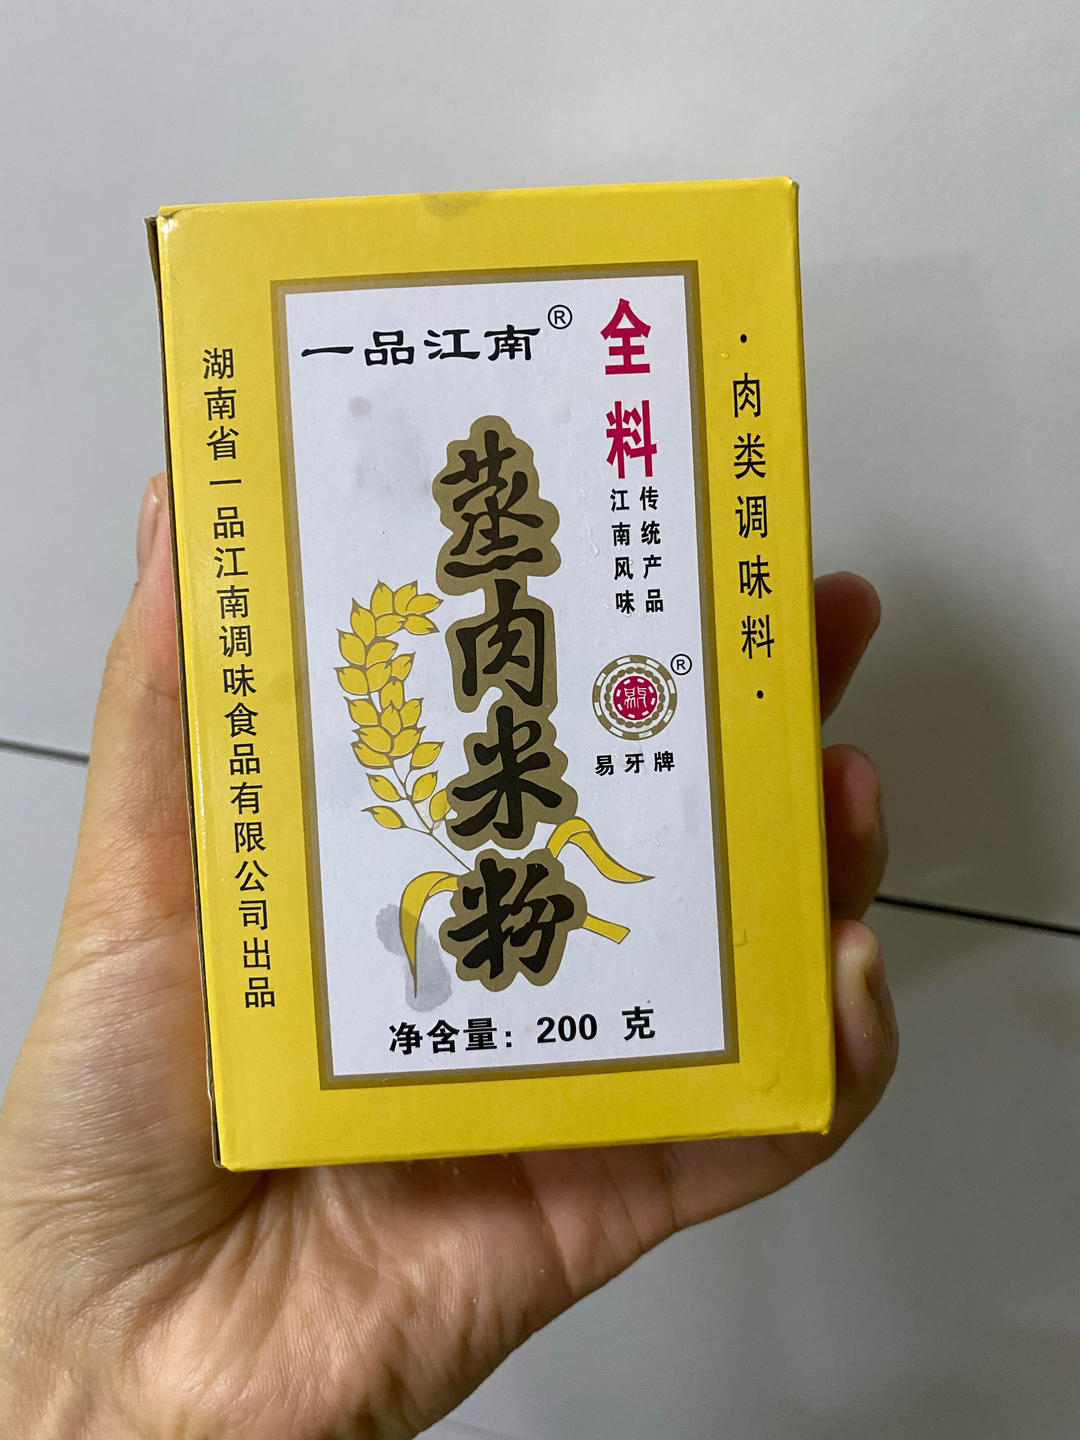 一品江南®
全料
传统产品
江南风味
蒸肉米粉
®
易牙牌
净含量：200 克
·肉类调味料·
湖南省一品江南调味食品有限公司出品